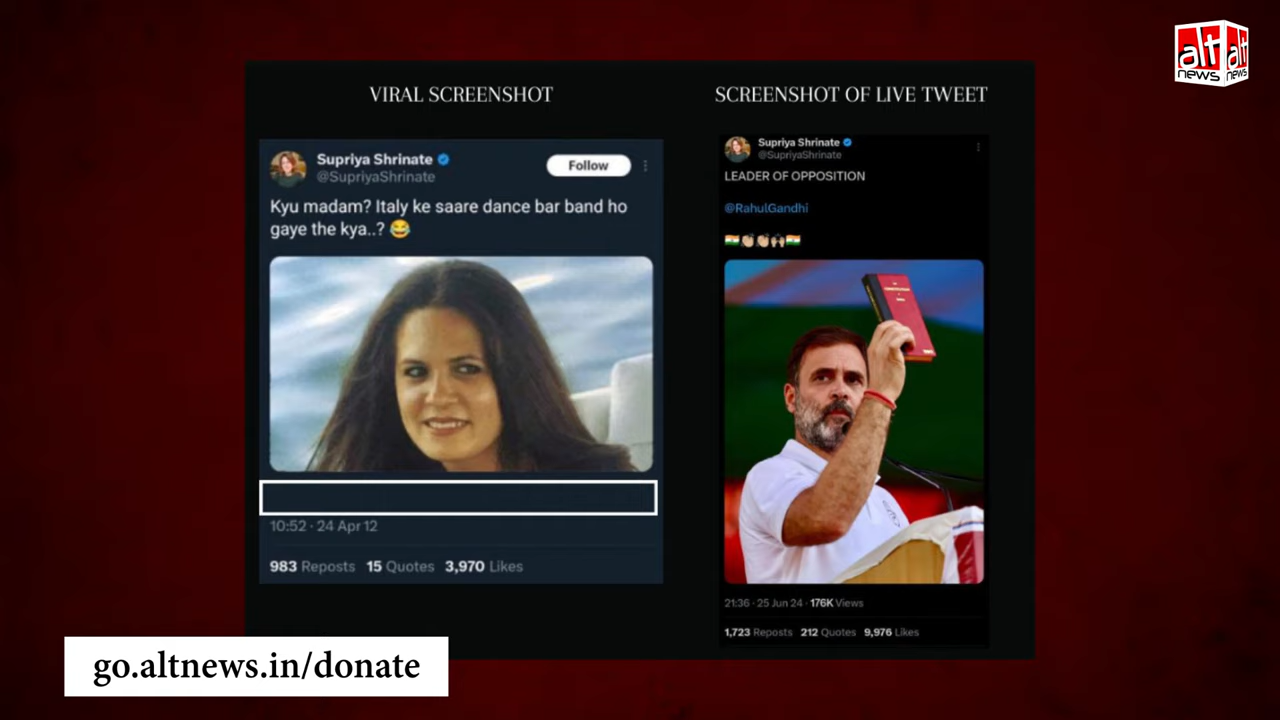 alt
news
alt
news
VIRAL SCREENSHOT
Supriya Shrinate
@SupriyaShrinate
Follow
Kyu madam? Italy ke saare dance bar band ho
gaye the kya..? 😂
10:52 · 24 Apr 12
983 Reposts 15 Quotes 3,970 Likes
SCREENSHOT OF LIVE TWEET
Supriya Shrinate
@SupriyaShrinate
LEADER OF OPPOSITION
@RahulGandhi
21:36 · 25 Jun 24 · 176K Views
1,723 Reposts 212 Quotes 9,976 Likes
go.altnews.in/donate